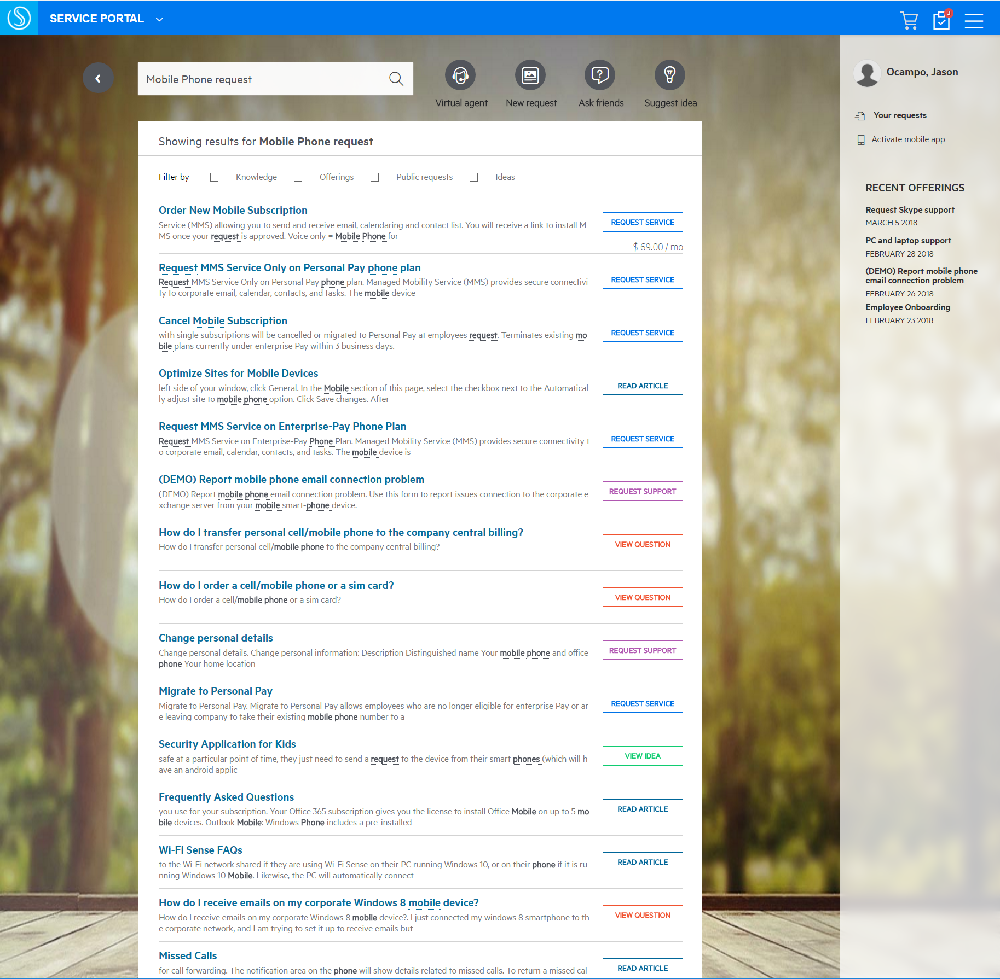 SERVICE PORTAL
3
Mobile Phone request
Virtual agent
New request
Ask friends
Suggest idea
Showing results for Mobile Phone request
Filter by Knowledge Offerings Public requests Ideas
Order New Mobile Subscription
Service (MMS) allowing you to send and receive email, calendaring and contact list. You will receive a link to install M
MS once your request is approved. Voice only = Mobile Phone for
REQUEST SERVICE
$ 69.00 / mo
Request MMS Service Only on Personal Pay phone plan
Request MMS Service Only on Personal Pay phone plan. Managed Mobility Service (MMS) provides secure connectivi
ty to corporate email, calendar, contacts, and tasks. The mobile device
REQUEST SERVICE
Cancel Mobile Subscription
with single subscriptions will be cancelled or migrated to Personal Pay at employees request. Terminates existing mo
bile plans currently under enterprise Pay within 3 business days.
REQUEST SERVICE
Optimize Sites for Mobile Devices
left side of your window, click General. In the Mobile section of this page, select the checkbox next to the Automatical
ly adjust site to mobile phone option. Click Save changes. After
READ ARTICLE
Request MMS Service on Enterprise-Pay Phone Plan
Request MMS Service on Enterprise-Pay Phone Plan. Managed Mobility Service (MMS) provides secure connectivity t
o corporate email, calendar, contacts, and tasks. The mobile device is
REQUEST SERVICE
(DEMO) Report mobile phone email connection problem
(DEMO) Report mobile phone email connection problem. Use this form to report issues connection to the corporate e
xchange server from your mobile smart-phone device.
REQUEST SUPPORT
How do I transfer personal cell/mobile phone to the company central billing?
How do I transfer personal cell/mobile phone to the company central billing?
VIEW QUESTION
How do I order a cell/mobile phone or a sim card?
How do I order a cell/mobile phone or a sim card?
VIEW QUESTION
Change personal details
Change personal details. Change personal information: Description Distinguished name Your mobile phone and office
phone Your home location
REQUEST SUPPORT
Migrate to Personal Pay
Migrate to Personal Pay. Migrate to Personal Pay allows employees who are no longer eligible for enterprise Pay or ar
e leaving company to take their existing mobile phone number to a
REQUEST SERVICE
Security Application for Kids
safe at a particular point of time, they just need to send a request to the device from their smart phones (which will h
ave an android applic
VIEW IDEA
Frequently Asked Questions
you use for your subscription. Your Office 365 subscription gives you the license to install Office Mobile on up to 5 mo
bile devices. Outlook Mobile: Windows Phone includes a pre-installed
READ ARTICLE
Wi-Fi Sense FAQs
to the Wi-Fi network shared if they are using Wi-Fi Sense on their PC running Windows 10, or on their phone if it is ru
nning Windows 10 Mobile. Likewise, the PC will automatically connect
READ ARTICLE
How do I receive emails on my corporate Windows 8 mobile device?
How do I receive emails on my corporate Windows 8 mobile device?. I just connected my windows 8 smartphone to th
e corporate network, and I am trying to set it up to receive emails but
VIEW QUESTION
Missed Calls
for call forwarding. The notification area on the phone will show details related to missed calls. To return a missed cal
READ ARTICLE
Ocampo, Jason
Your requests
Activate mobile app
RECENT OFFERINGS
Request Skype support
MARCH 5 2018
PC and laptop support
FEBRUARY 28 2018
(DEMO) Report mobile phone
email connection problem
FEBRUARY 26 2018
Employee Onboarding
FEBRUARY 23 2018